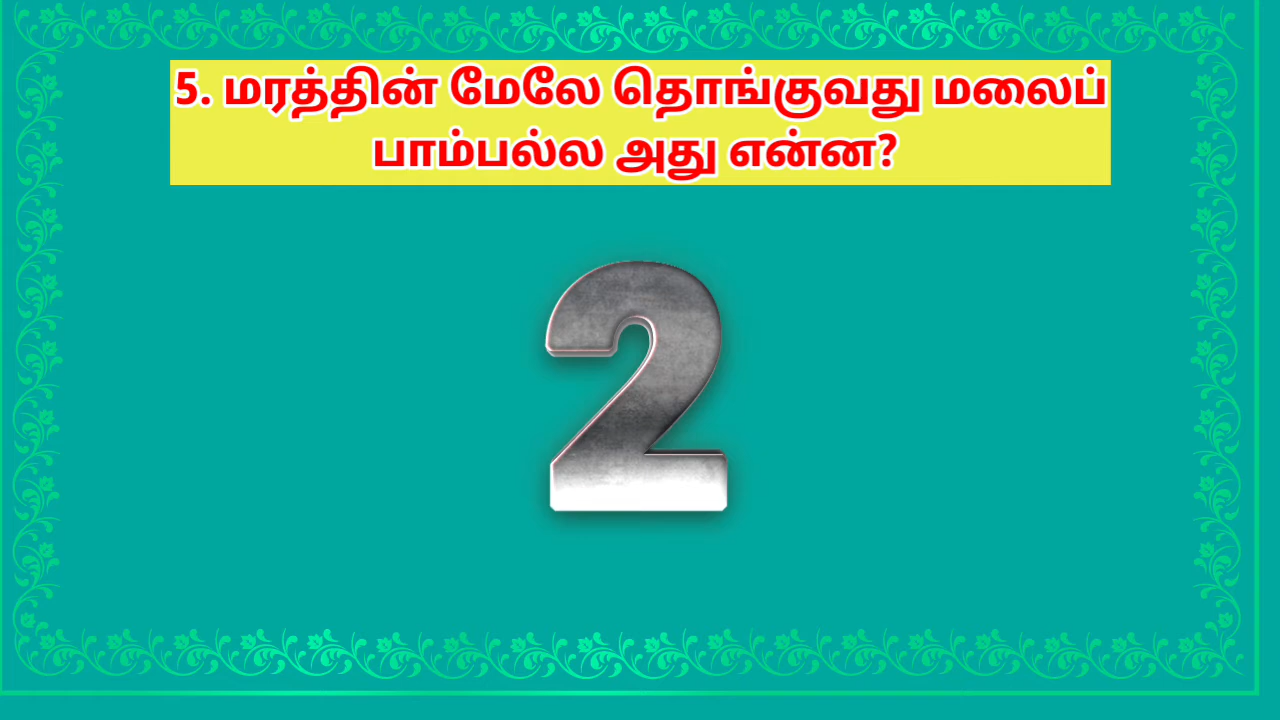 5. மரத்தின் மேலே தொங்குவது மலைப்
பாம்பல்ல அது என்ன?
2